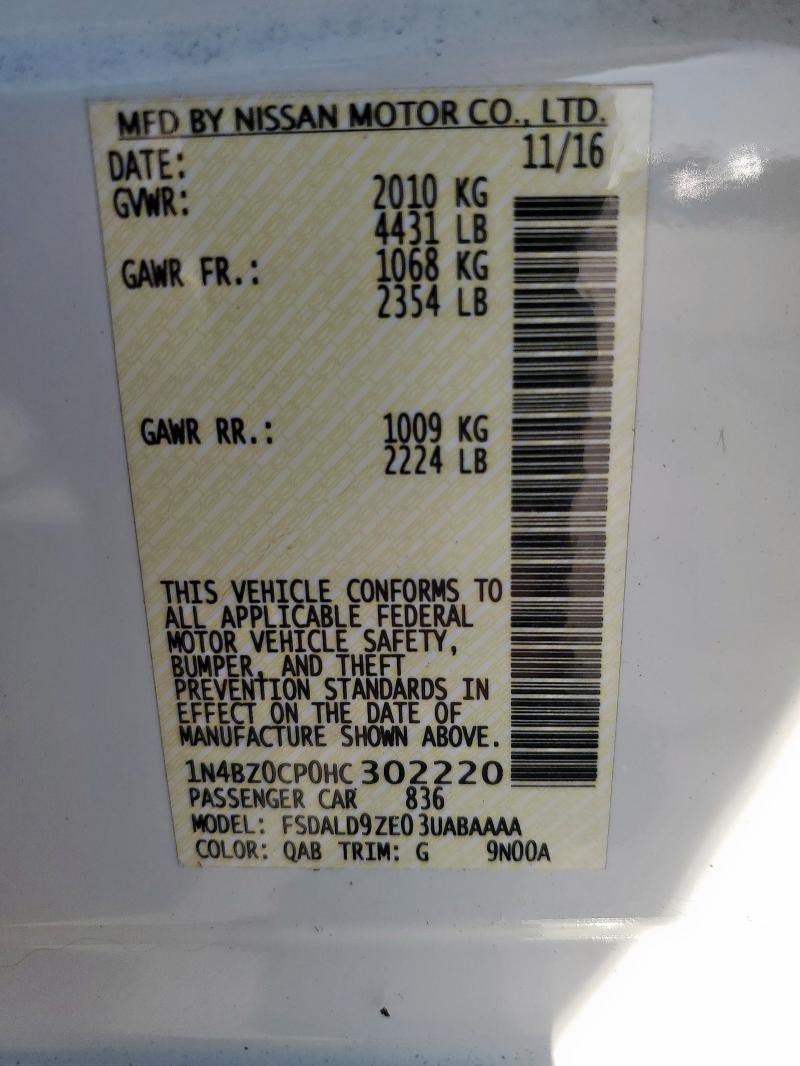 MFD BY NISSAN MOTOR CO., LTD.
DATE: 11/16
GVWR: 2010 KG
4431 LB
GAWR FR.: 1068 KG
2354 LB
GAWR RR.: 1009 KG
2224 LB
THIS VEHICLE CONFORMS TO
ALL APPLICABLE FEDERAL
MOTOR VEHICLE SAFETY,
BUMPER, AND THEFT
PREVENTION STANDARDS IN
EFFECT ON THE DATE OF
MANUFACTURE SHOWN ABOVE.
1N4BZ0CP0HC302220
PASSENGER CAR 836
MODEL: FSDALD9ZE0 3UABAAAA
COLOR: QAB TRIM: G 9N00A